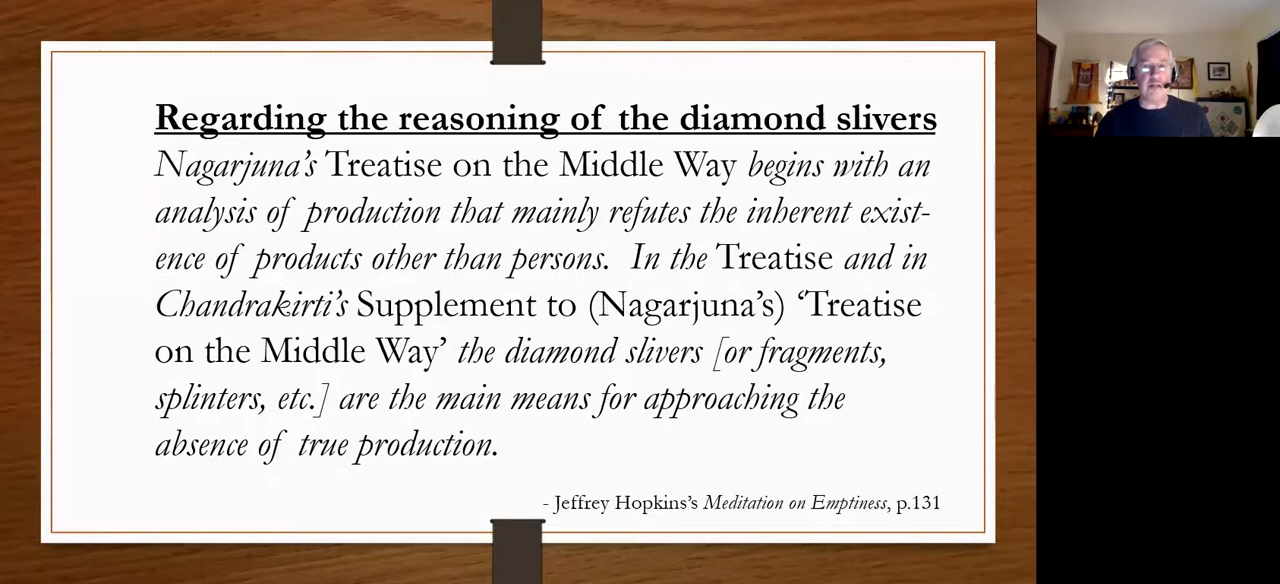 Regarding the reasoning of the diamond slivers
Nagarjuna’s Treatise on the Middle Way begins with an
analysis of production that mainly refutes the inherent exist-
ence of products other than persons. In the Treatise and in
Chandrakirti’s Supplement to (Nagarjuna’s) ‘Treatise
on the Middle Way’ the diamond slivers [or fragments,
splinters, etc.] are the main means for approaching the
absence of true production.
- Jeffrey Hopkins’s Meditation on Emptiness, p.131